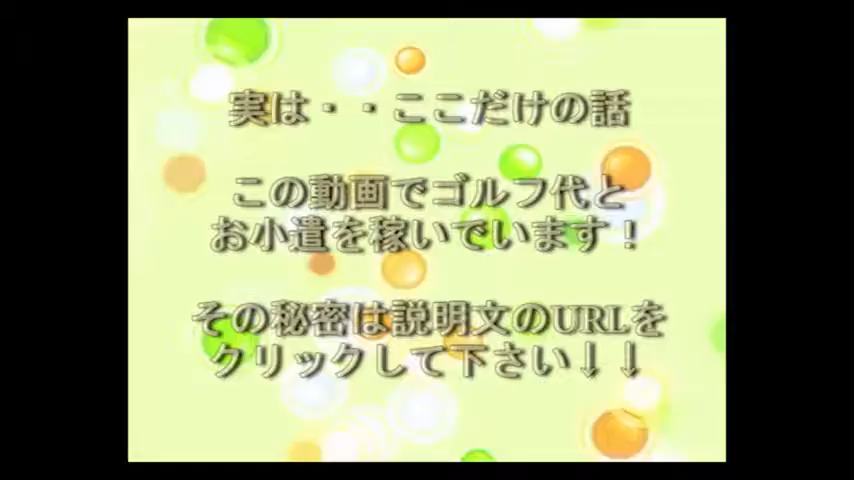 実は・・ここだけの話
この動画でゴルフ代と
お小遣を稼いでいます！
その秘密は説明文のURLを
クリックして下さい↓↓